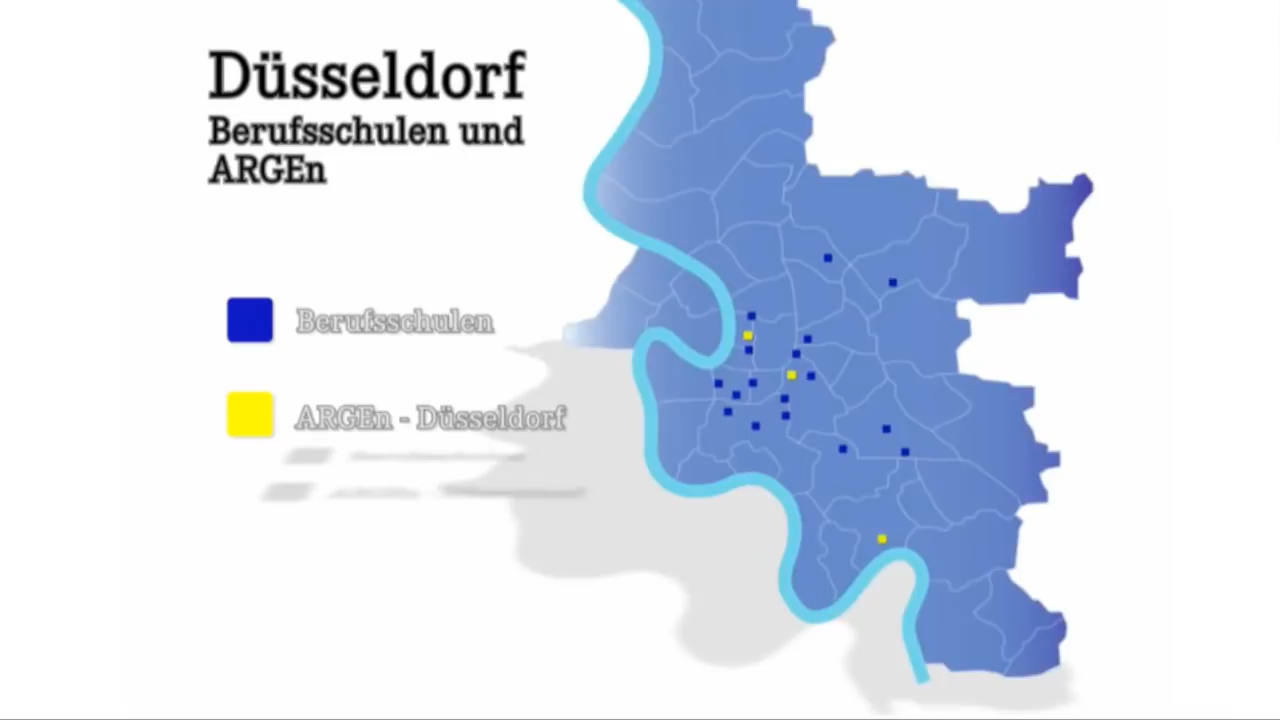 Düsseldorf
Berufsschulen und
ARGEn
Berufsschulen
ARGEn - Düsseldorf